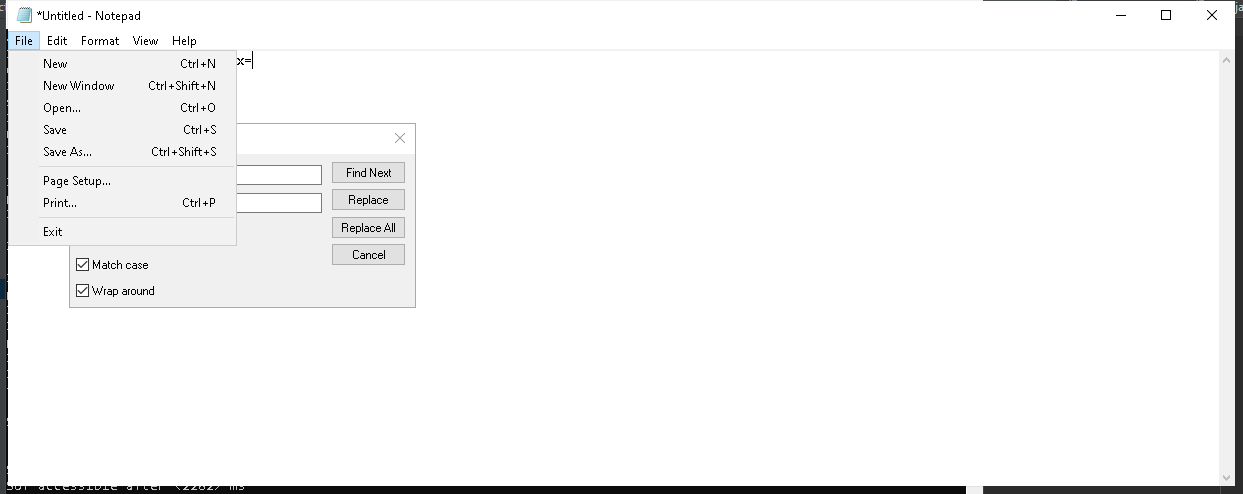 *Untitled - Notepad
File Edit Format View Help
x=
New Ctrl+N
New Window Ctrl+Shift+N
Open... Ctrl+O
Save Ctrl+S
Save As... Ctrl+Shift+S
Page Setup...
Print... Ctrl+P
Exit
Find Next
Replace
Replace All
Cancel
Match case
Wrap around
accessible after <2282> ms